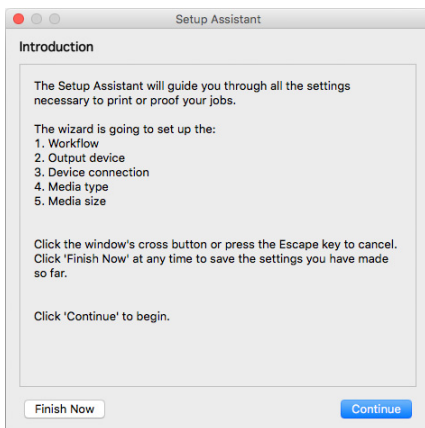 Setup Assistant
Introduction
The Setup Assistant will guide you through all the settings
necessary to print or proof your jobs.
The wizard is going to set up the:
1. Workflow
2. Output device
3. Device connection
4. Media type
5. Media size
Click the window's cross button or press the Escape key to cancel.
Click 'Finish Now' at any time to save the settings you have made
so far.
Click 'Continue' to begin.
Finish Now
Continue